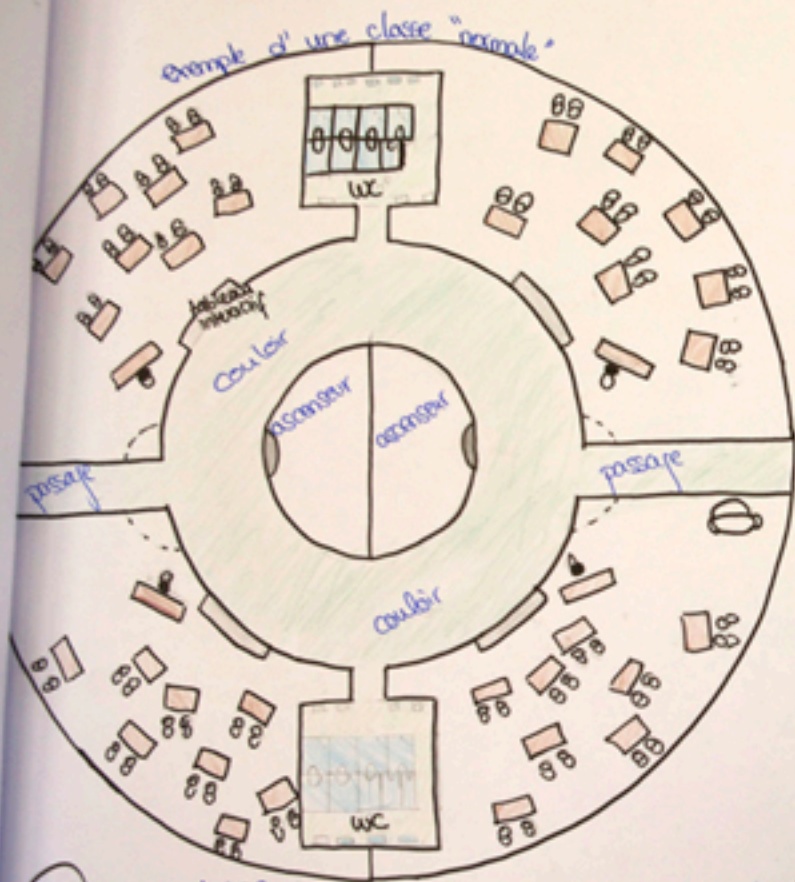 exemple d'une classe "normale"
WC
tableau
interactif
couloir
ascenseur
ascenseur
passage
passage
couloir
WC